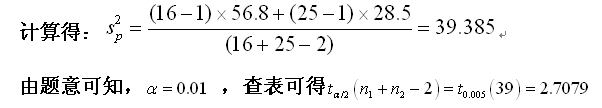 计算得： $s_p^2 = \frac{(16-1)\times 56.8+(25-1)\times 28.5}{(16+25-2)} = 39.385$ ↵
由题意可知， $\alpha = 0.01$ ，查表可得 $t_{\alpha/2}(n_1+n_2-2) = t_{0.005}(39) = 2.7079$